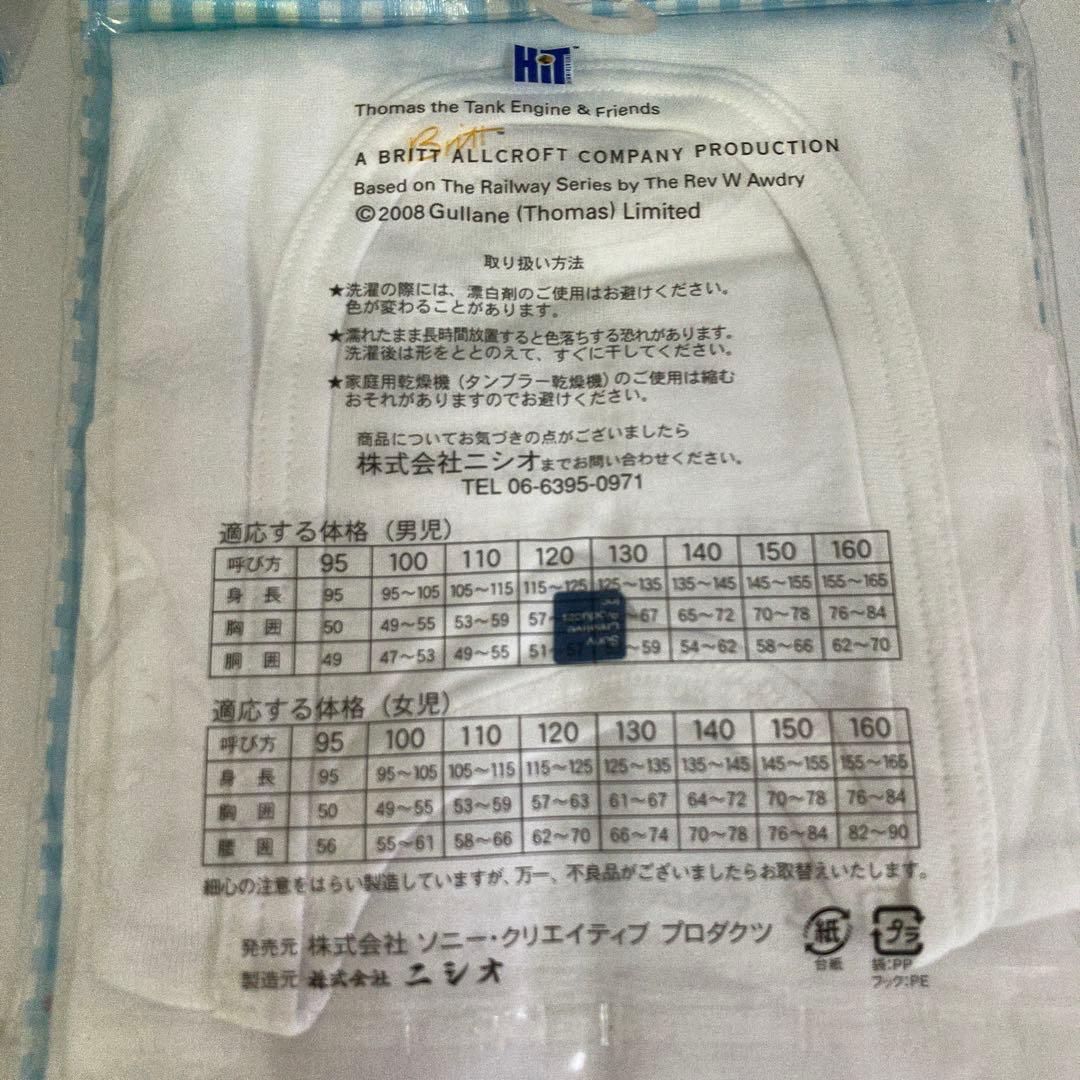 HiT
Thomas the Tank Engine & Friends
Britt
A BRITT ALLCROFT COMPANY PRODUCTION
Based on The Railway Series by The Rev W Awdry
©2008 Gullane (Thomas) Limited
取り扱い方法
★洗濯の際には、漂白剤のご使用はお避けください。
色が変わることがあります。
★濡れたまま長時間放置すると色落ちする恐れがあります。
洗濯後は形をととのえて、すぐに干してください。
★家庭用乾燥機(タンブラー乾燥機)のご使用は縮む
おそれがありますのでお避けください。
商品についてお気づきの点がございましたら
株式会社ニシオまでお問い合わせください。
TEL 06-6395-0971
適応する体格(男児)
呼び方 95 100 110 120 130 140 150 160
身長 95 95～105 105～115 115～125 125～135 135～145 145～155 155～165
胸囲 50 49～55 53～59 57 ～67 65～72 70～78 76～84
胴囲 49 47～53 49～55 51～57 ～59 54～62 58～66 62～70
適応する体格(女児)
呼び方 95 100 110 120 130 140 150 160
身長 95 95～105 105～115 115～125 125～135 135～145 145～155 155～165
胸囲 50 49～55 53～59 57～63 61～67 64～72 70～78 76～84
腰囲 56 55～61 58～66 62～70 66～74 70～78 76～84 82～90
細心の注意をはらい製造していますが、万一、不良品がございましたらお取替えいたします。
発売元 株式会社 ソニー・クリエイティブ プロダクツ
製造元 株式会社 ニシオ
紙
台紙
プラ
袋:PP
フック:PE